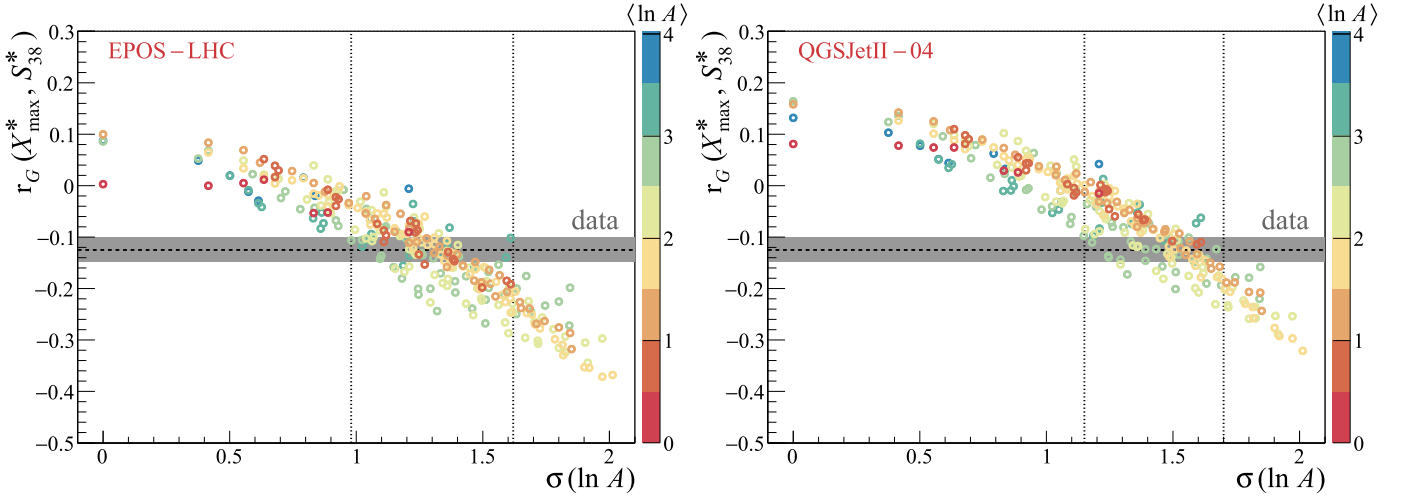 ⟨ln A⟩
EPOS – LHC
r_G (X*_max , S*_38)
0.3
0.2
0.1
0
−0.1
−0.2
−0.3
−0.4
−0.5
data
0 0.5 1 1.5 2
σ (ln A)
4
3
2
1
0
⟨ln A⟩
QGSJetII – 04
r_G (X*_max , S*_38)
0.3
0.2
0.1
0
−0.1
−0.2
−0.3
−0.4
−0.5
data
0 0.5 1 1.5 2
σ (ln A)
4
3
2
1
0